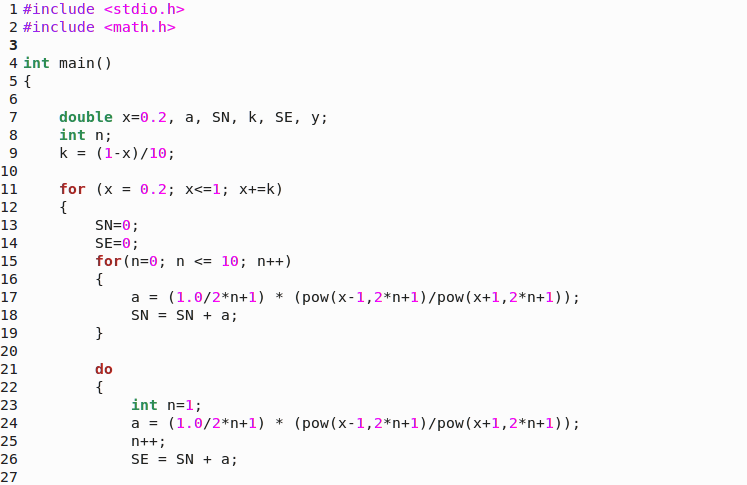 1 #include <stdio.h>
2 #include <math.h>
3
4 int main()
5 {
6
7     double x=0.2, a, SN, k, SE, y;
8     int n;
9     k = (1-x)/10;
10
11     for (x = 0.2; x<=1; x+=k)
12     {
13         SN=0;
14         SE=0;
15         for(n=0; n <= 10; n++)
16         {
17             a = (1.0/2*n+1) * (pow(x-1,2*n+1)/pow(x+1,2*n+1));
18             SN = SN + a;
19         }
20
21         do
22         {
23             int n=1;
24             a = (1.0/2*n+1) * (pow(x-1,2*n+1)/pow(x+1,2*n+1));
25             n++;
26             SE = SN + a;
27